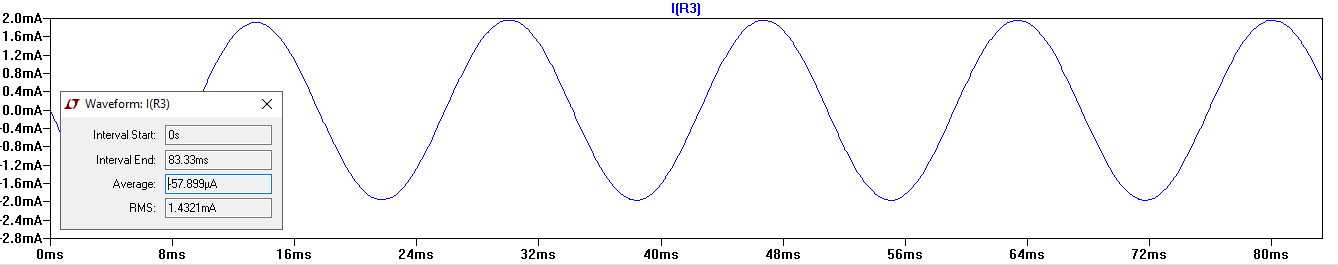 I(R3)
2.0mA
1.6mA
1.2mA
0.8mA
0.4mA
0.0mA
-0.4mA
-0.8mA
-1.2mA
-1.6mA
-2.0mA
-2.4mA
-2.8mA
Waveform: I(R3)
Interval Start: 0s
Interval End: 83.33ms
Average: -57.899µA
RMS: 1.4321mA
0ms 8ms 16ms 24ms 32ms 40ms 48ms 56ms 64ms 72ms 80ms